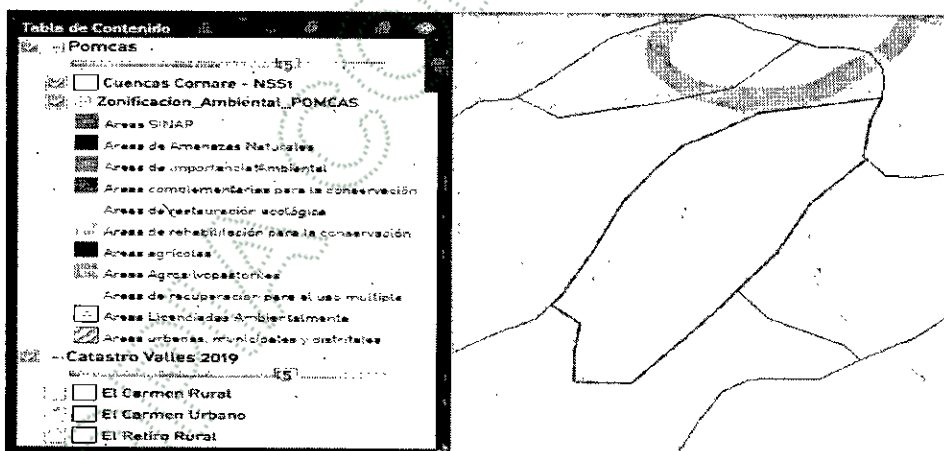 Tabla de Contenido
Pomcas
Cuencas Cornare - NSS1
Zonificacion_Ambiental_POMCAS
Areas SINAP
Areas de Amenazas Naturales
Areas de importancia Ambiental
Areas complementarias para la conservación
Areas de restauración ecológica
Areas de rehabilitación para la conservación
Areas agrícolas
Areas Agrosilvopastoriles
Areas de recuperación para el uso multiple
Areas Licenciadas Ambientalmente
Areas urbanas, municipales y distritales
Catastro Valles 2019
El Carmen Rural
El Carmen Urbano
El Retiro Rural